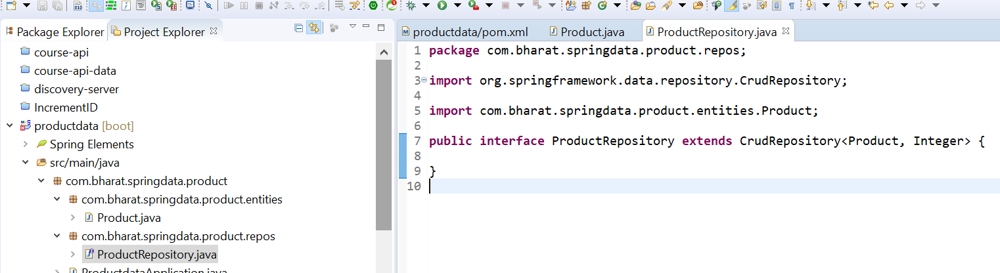 Package Explorer
Project Explorer
course-api
course-api-data
discovery-server
IncrementID
productdata [boot]
Spring Elements
src/main/java
com.bharat.springdata.product
com.bharat.springdata.product.entities
Product.java
com.bharat.springdata.product.repos
ProductRepository.java
ProductdataApplication.java
productdata/pom.xml
Product.java
ProductRepository.java
1 package com.bharat.springdata.product.repos;
2
3 import org.springframework.data.repository.CrudRepository;
4
5 import com.bharat.springdata.product.entities.Product;
6
7 public interface ProductRepository extends CrudRepository<Product, Integer> {
8
9 }
10